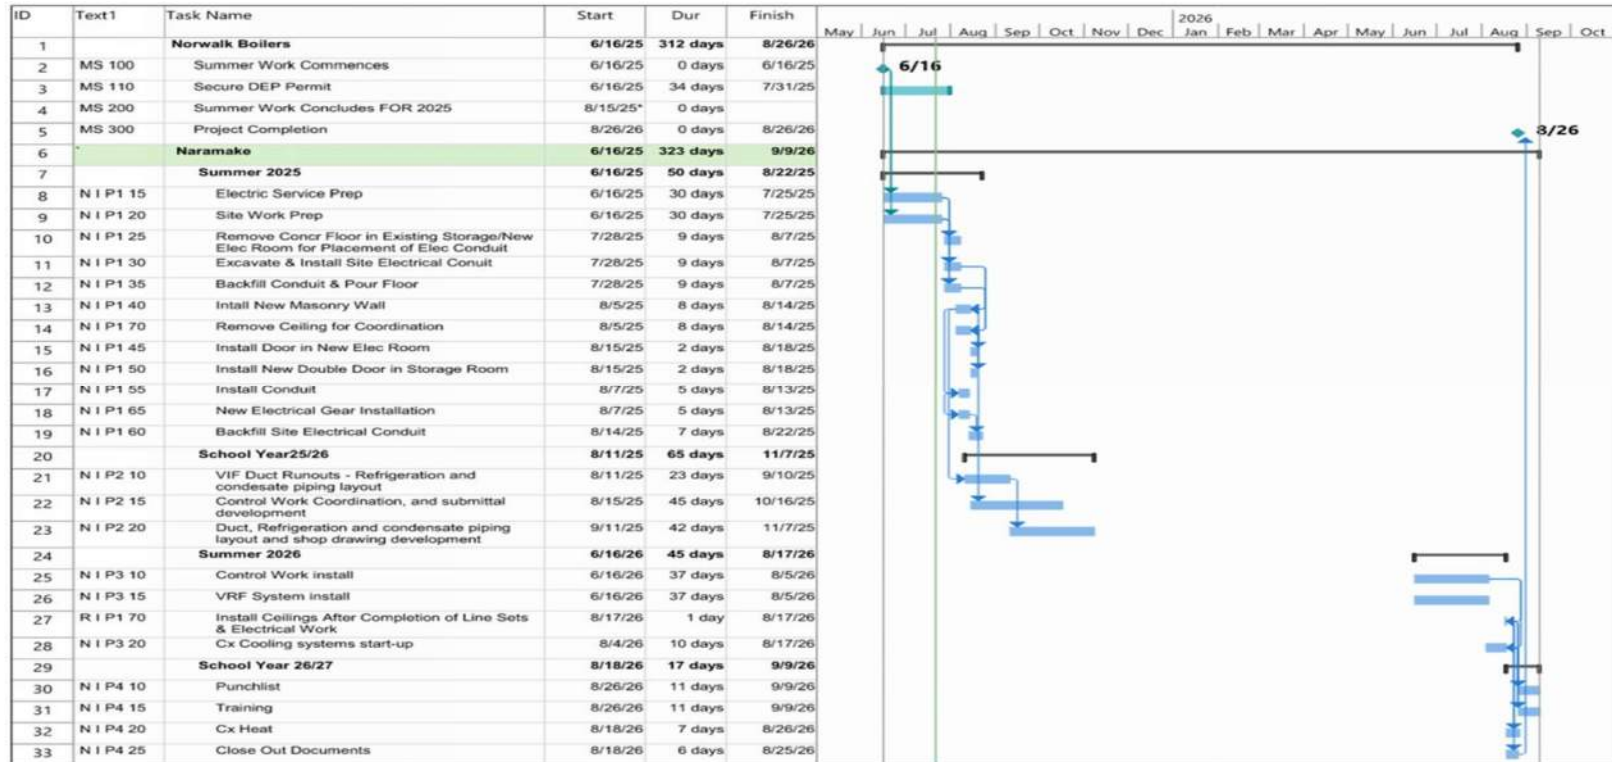 ID Text1 Task Name Start Dur Finish
2026
May Jun Jul Aug Sep Oct Nov Dec Jan Feb Mar Apr May Jun Jul Aug Sep Oct
1 Norwalk Boilers 6/16/25 312 days 8/26/26
2 MS 100 Summer Work Commences 6/16/25 0 days 6/16/25 6/16
3 MS 110 Secure DEP Permit 6/16/25 34 days 7/31/25
4 MS 200 Summer Work Concludes FOR 2025 8/15/25* 0 days
5 MS 300 Project Completion 8/26/26 0 days 8/26/26 8/26
6 Naramake 6/16/25 323 days 9/9/26
7 Summer 2025 6/16/25 50 days 8/22/25
8 N I P1 15 Electric Service Prep 6/16/25 30 days 7/25/25
9 N I P1 20 Site Work Prep 6/16/25 30 days 7/25/25
10 N I P1 25 Remove Concr Floor in Existing Storage/New 7/28/25 9 days 8/7/25
Elec Room for Placement of Elec Conduit
11 N I P1 30 Excavate & Install Site Electrical Conuit 7/28/25 9 days 8/7/25
12 N I P1 35 Backfill Conduit & Pour Floor 7/28/25 9 days 8/7/25
13 N I P1 40 Intall New Masonry Wall 8/5/25 8 days 8/14/25
14 N I P1 70 Remove Ceiling for Coordination 8/5/25 8 days 8/14/25
15 N I P1 45 Install Door in New Elec Room 8/15/25 2 days 8/18/25
16 N I P1 50 Install New Double Door in Storage Room 8/15/25 2 days 8/18/25
17 N I P1 55 Install Conduit 8/7/25 5 days 8/13/25
18 N I P1 65 New Electrical Gear Installation 8/7/25 5 days 8/13/25
19 N I P1 60 Backfill Site Electrical Conduit 8/14/25 7 days 8/22/25
20 School Year25/26 8/11/25 65 days 11/7/25
21 N I P2 10 VIF Duct Runouts - Refrigeration and 8/11/25 23 days 9/10/25
condesate piping layout
22 N I P2 15 Control Work Coordination, and submittal 8/15/25 45 days 10/16/25
development
23 N I P2 20 Duct, Refrigeration and condensate piping 9/11/25 42 days 11/7/25
layout and shop drawing development
24 Summer 2026 6/16/26 45 days 8/17/26
25 N I P3 10 Control Work install 6/16/26 37 days 8/5/26
26 N I P3 15 VRF System install 6/16/26 37 days 8/5/26
27 R I P1 70 Install Ceilings After Completion of Line Sets 8/17/26 1 day 8/17/26
& Electrical Work
28 N I P3 20 Cx Cooling systems start-up 8/4/26 10 days 8/17/26
29 School Year 26/27 8/18/26 17 days 9/9/26
30 N I P4 10 Punchlist 8/26/26 11 days 9/9/26
31 N I P4 15 Training 8/26/26 11 days 9/9/26
32 N I P4 20 Cx Heat 8/18/26 7 days 8/26/26
33 N I P4 25 Close Out Documents 8/18/26 6 days 8/25/26